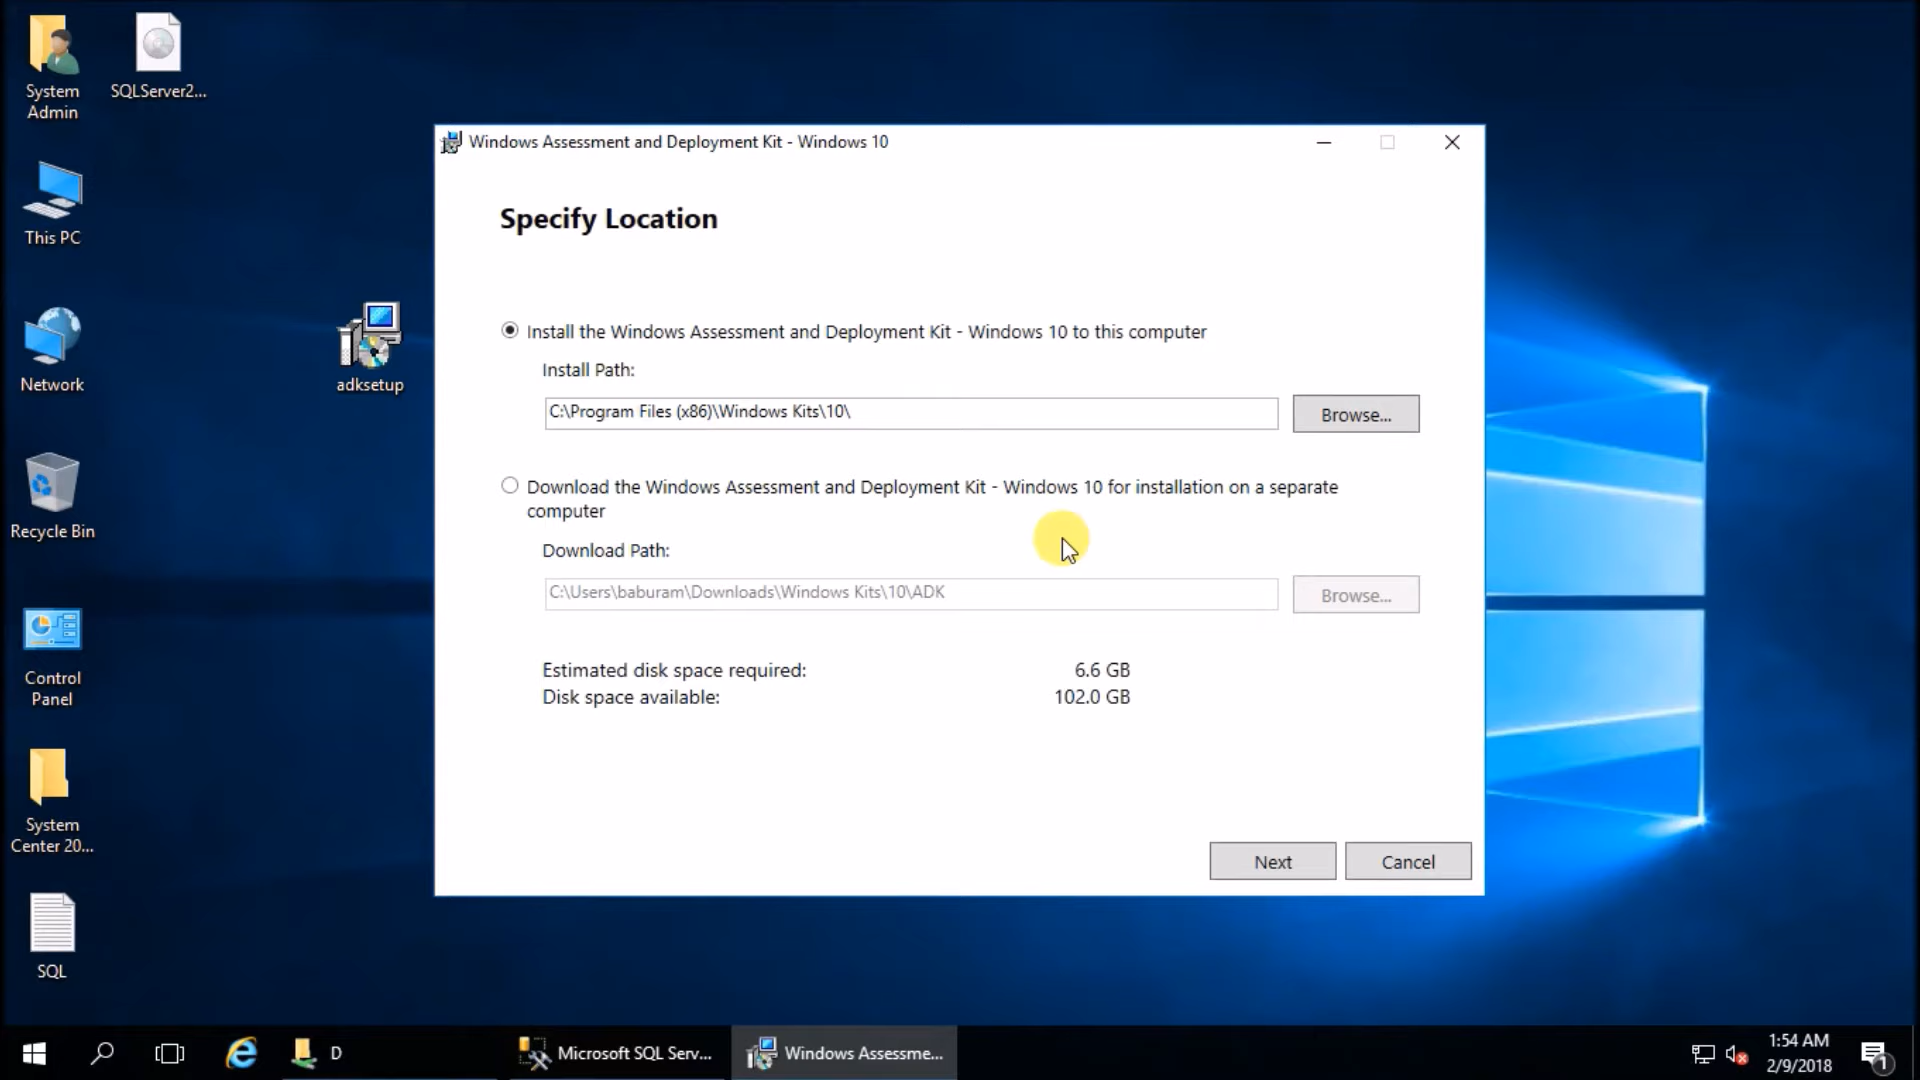 System
Admin
SQLServer2...
This PC
Network
adksetup
Recycle Bin
Control
Panel
System
Center 20...
SQL
Windows Assessment and Deployment Kit - Windows 10
Specify Location
Install the Windows Assessment and Deployment Kit - Windows 10 to this computer
Install Path:
C:\Program Files (x86)\Windows Kits\10\
Browse...
Download the Windows Assessment and Deployment Kit - Windows 10 for installation on a separate
computer
Download Path:
C:\Users\baburam\Downloads\Windows Kits\10\ADK
Browse...
Estimated disk space required: 6.6 GB
Disk space available: 102.0 GB
Next
Cancel
D
Microsoft SQL Serv...
Windows Assessme...
1:54 AM
2/9/2018
1